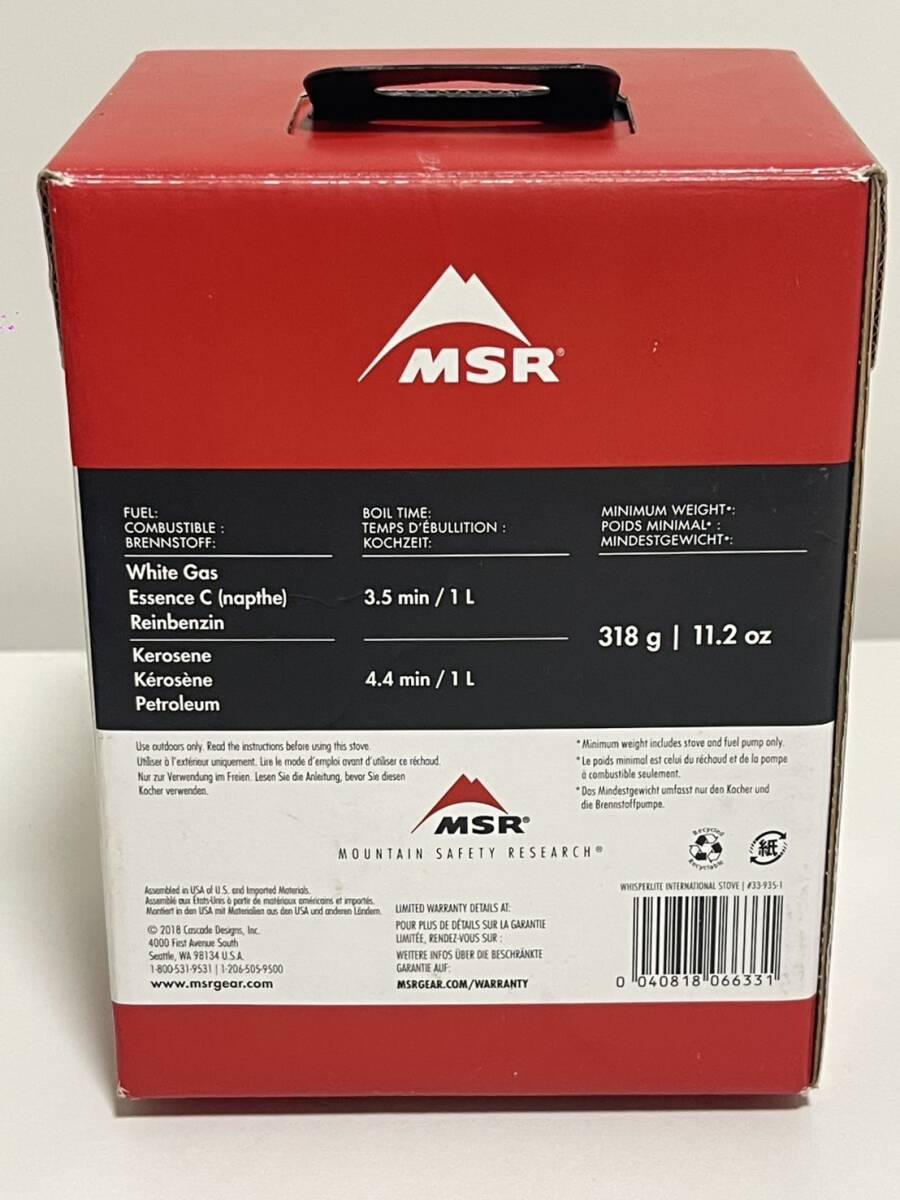 MSR®
FUEL:
COMBUSTIBLE :
BRENNSTOFF:
White Gas
Essence C (napthe)
Reinbenzin
Kerosene
Kérosène
Petroleum
BOIL TIME:
TEMPS D'ÉBULLITION :
KOCHZEIT:
3.5 min / 1 L
4.4 min / 1 L
MINIMUM WEIGHT*:
POIDS MINIMAL* :
MINDESTGEWICHT*:
318 g | 11.2 oz
Use outdoors only. Read the instructions before using this stove.
Utiliser à l'extérieur uniquement. Lire le mode d'emploi avant d'utiliser ce réchaud.
Nur zur Verwendung im Freien. Lesen Sie die Anleitung, bevor Sie diesen
Kocher verwenden.
*Minimum weight includes stove and fuel pump only.
*Le poids minimal est celui du réchaud et de la pompe
à combustible seulement.
*Das Mindestgewicht umfasst nur den Kocher und
die Brennstoffpumpe.
MSR®
MOUNTAIN SAFETY RESEARCH®
Recycled
Recyclable
紙
Assembled in USA of U.S. and Imported Materials.
Assemblé aux États-Unis à partir de matériaux américains et importés.
Montiert in den USA mit Materialien aus den USA und anderen Ländern.
© 2018 Cascade Designs, Inc.
4000 First Avenue South
Seattle, WA 98134 U.S.A.
1-800-531-9531 | 1-206-505-9500
www.msrgear.com
LIMITED WARRANTY DETAILS AT:
POUR PLUS DE DÉTAILS SUR LA GARANTIE
LIMITÉE, RENDEZ-VOUS SUR :
WEITERE INFOS ÜBER DIE BESCHRÄNKTE
GARANTIE AUF:
MSRGEAR.COM/WARRANTY
WHISPERLITE INTERNATIONAL STOVE | #33-935-1
0 040818 066331